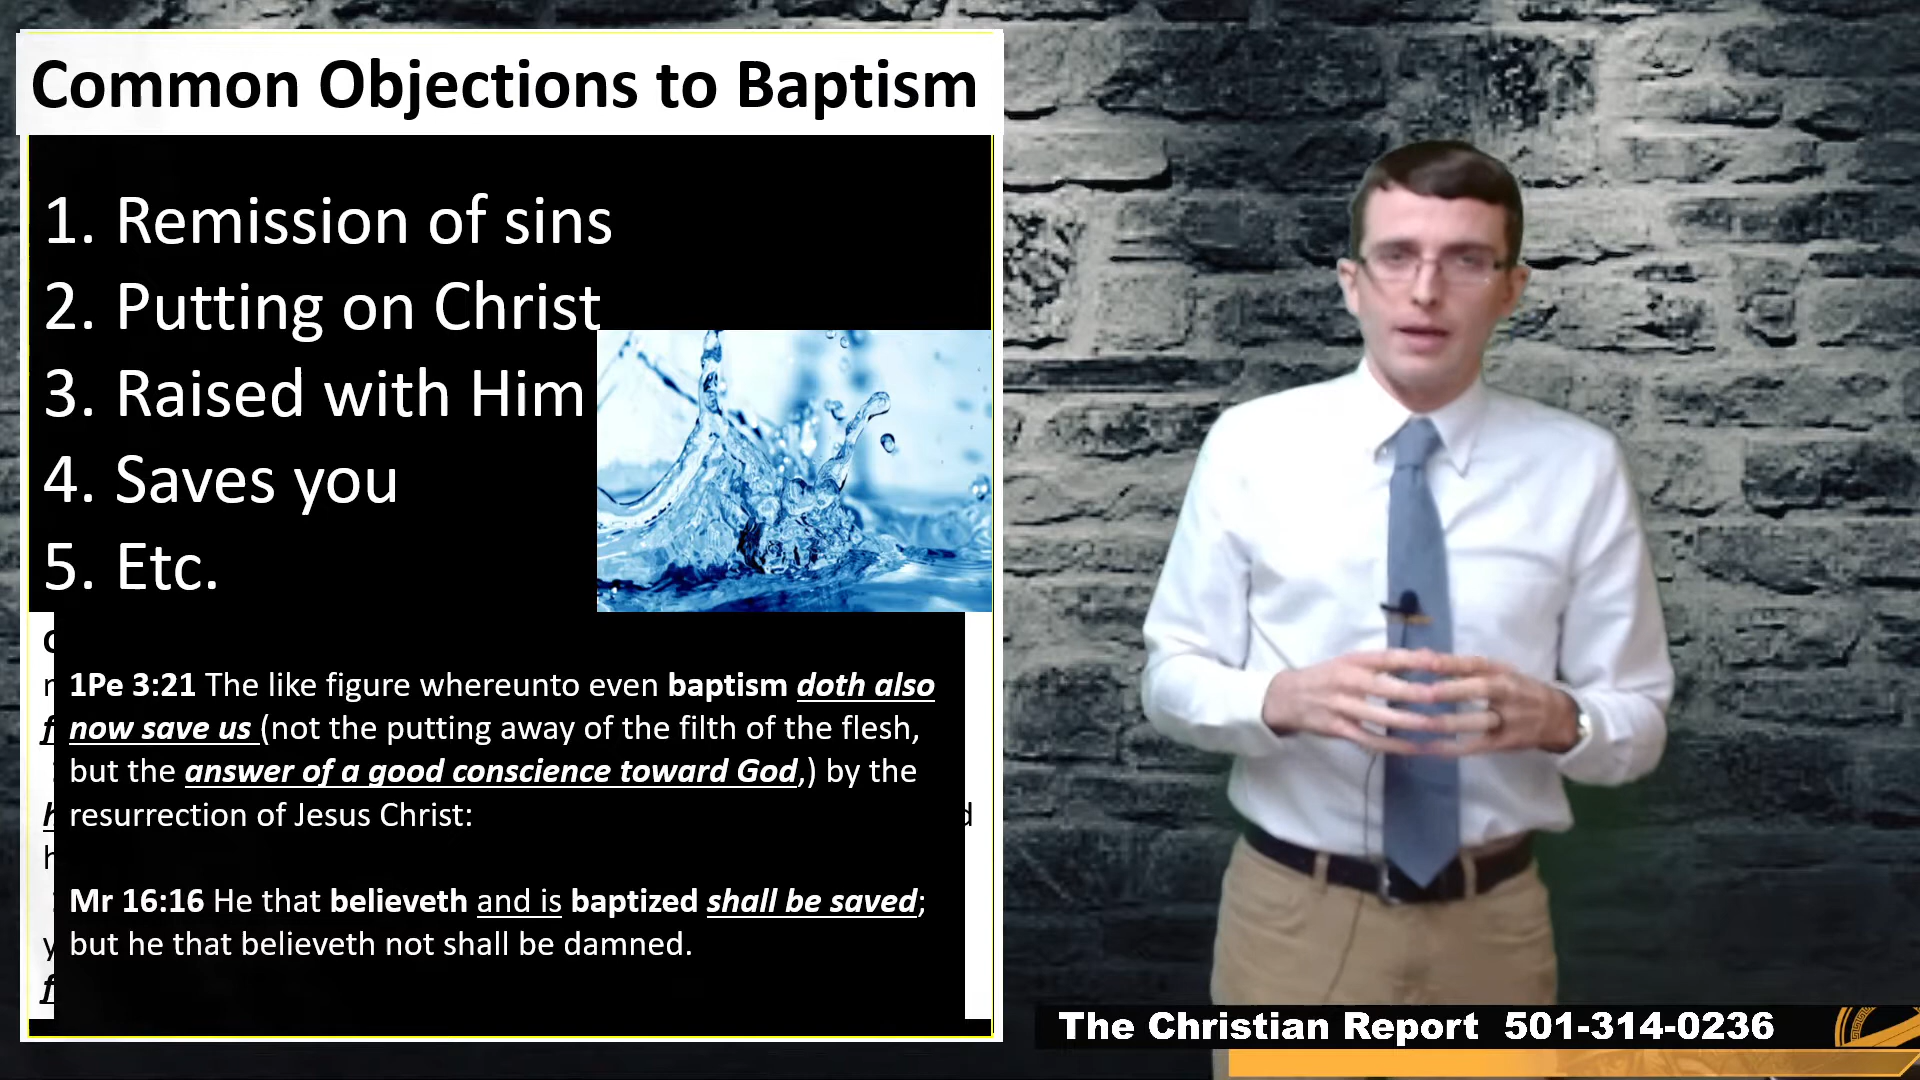 Common Objections to Baptism
1. Remission of sins
2. Putting on Christ
3. Raised with Him
4. Saves you
5. Etc.
1Pe 3:21 The like figure whereunto even baptism doth also
now save us (not the putting away of the filth of the flesh,
but the answer of a good conscience toward God,) by the
resurrection of Jesus Christ:
Mr 16:16 He that believeth and is baptized shall be saved;
but he that believeth not shall be damned.
The Christian Report 501-314-0236